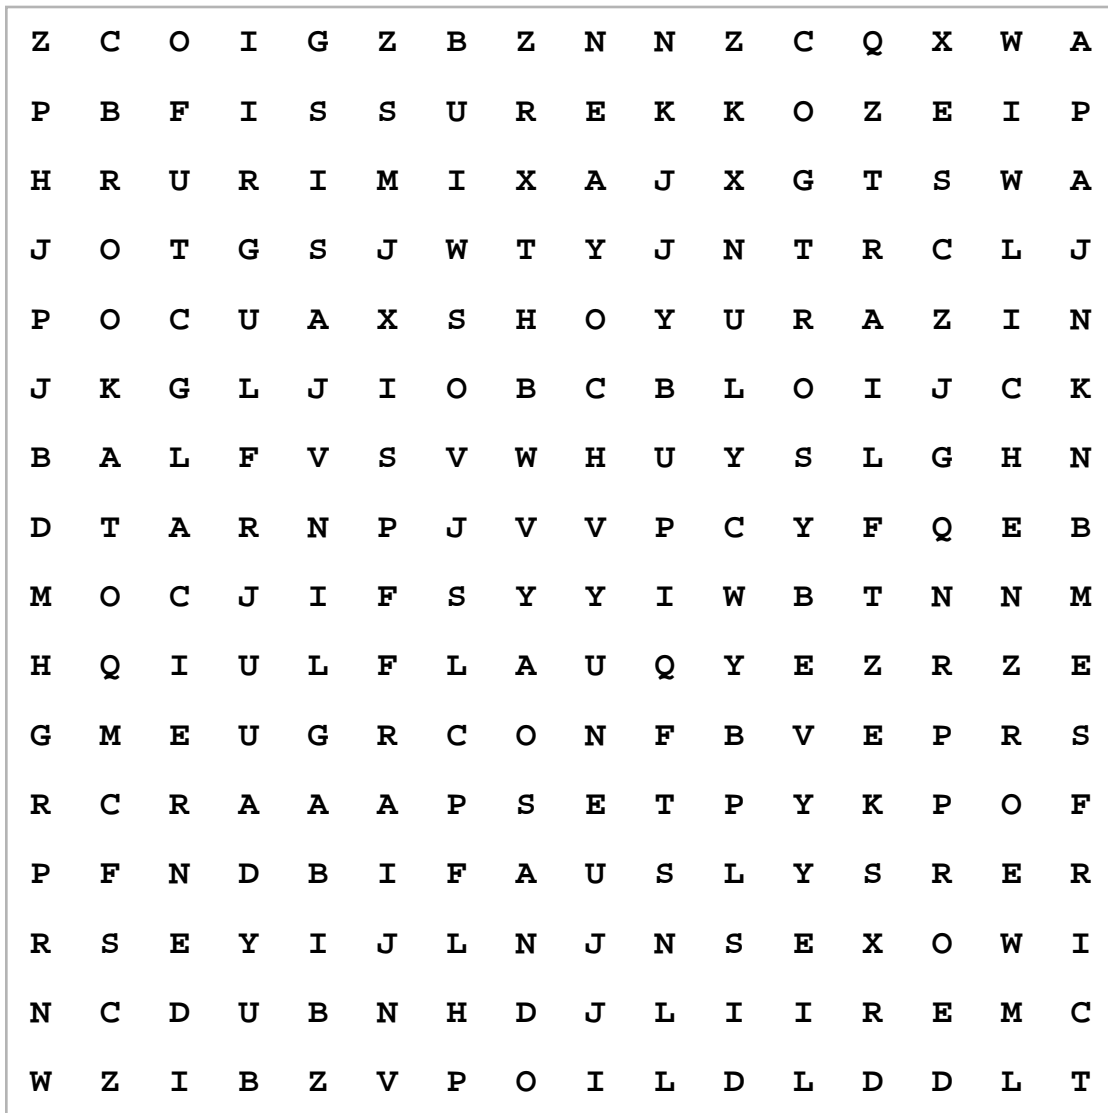 Z C O I G Z B Z N N Z C Q X W A
P B F I S S U R E K K O Z E I P
H R U R I M I X A J X G T S W A
J O T G S J W T Y J N T R C L J
P O C U A X S H O Y U R A Z I N
J K G L J I O B C B L O I J C K
B A L F V S V W H U Y S L G H N
D T A R N P J V V P C Y F Q E B
M O C J I F S Y Y I W B T N N M
H Q I U L F L A U Q Y E Z R Z E
G M E U G R C O N F B V E P R S
R C R A A A P S E T P Y K P O F
P F N D B I F A U S L Y S R E R
R S E Y I J L N J N S E X O W I
N C D U B N H D J L I I R E M C
W Z I B Z V P O I L D L D D L T